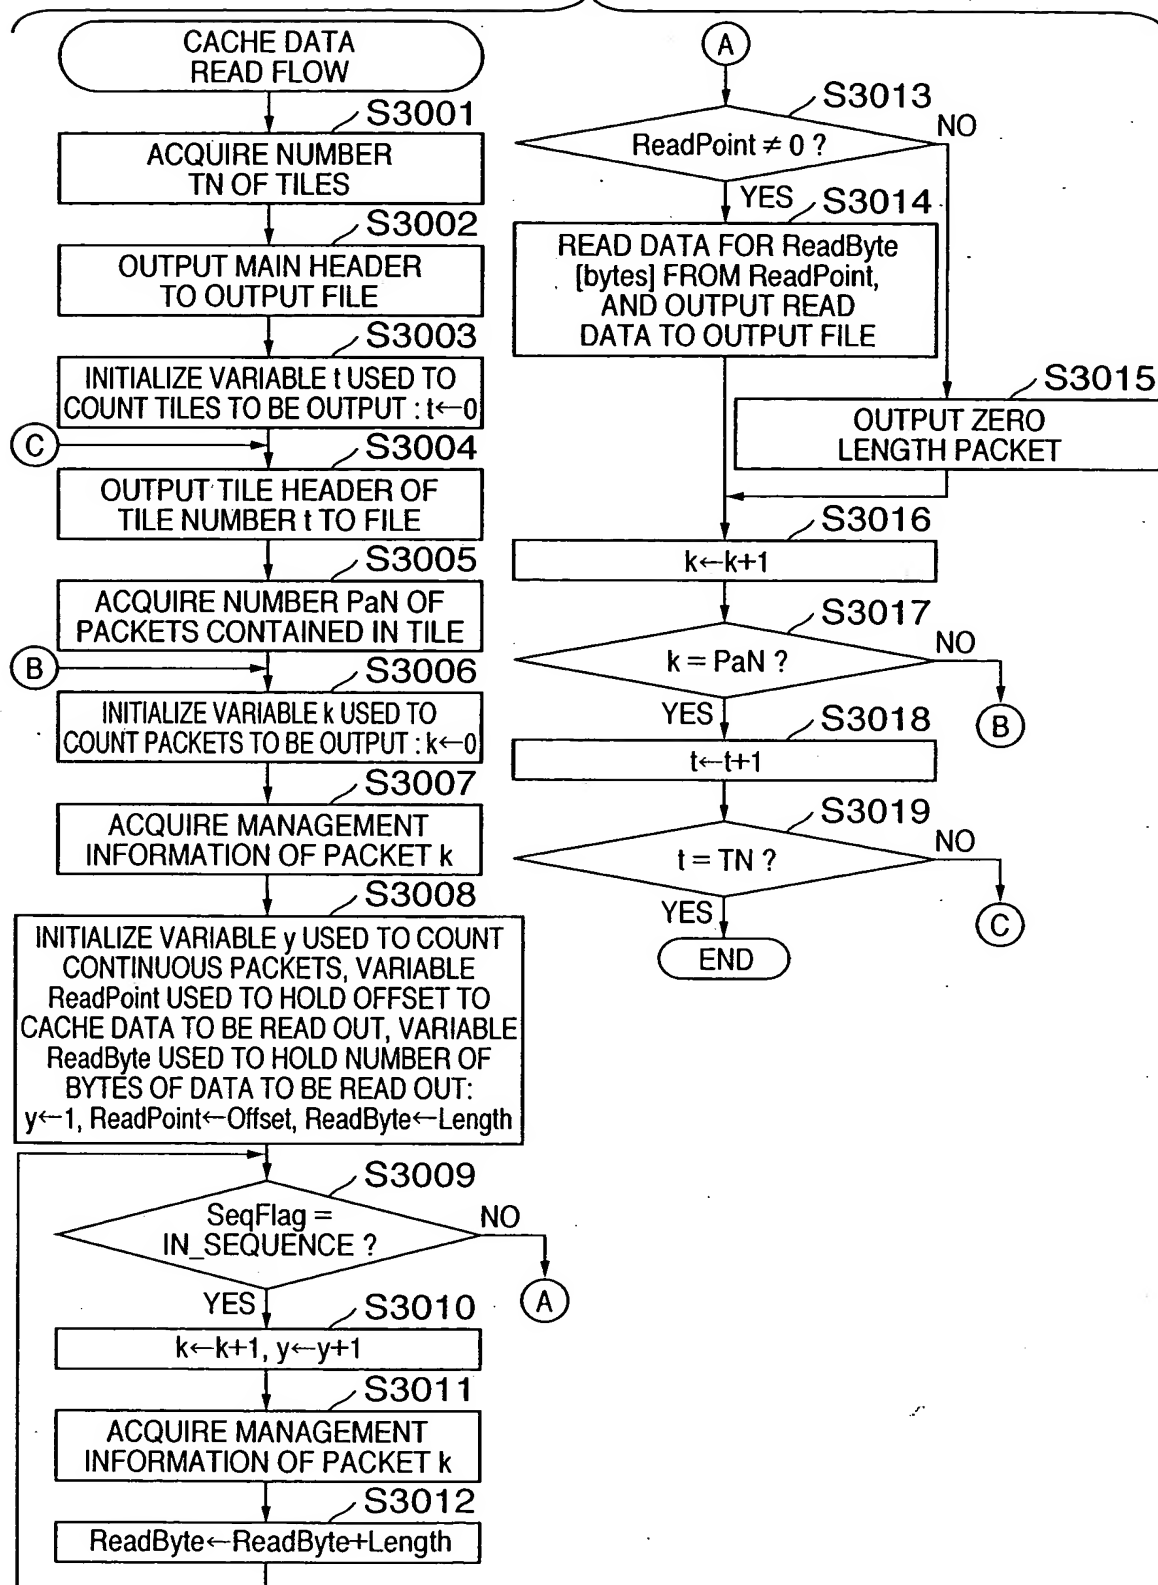 CACHE DATA
READ FLOW
S3001
ACQUIRE NUMBER
TN OF TILES
S3002
OUTPUT MAIN HEADER
TO OUTPUT FILE
S3003
INITIALIZE VARIABLE t USED TO
COUNT TILES TO BE OUTPUT : t←0
C
S3004
OUTPUT TILE HEADER OF
TILE NUMBER t TO FILE
S3005
ACQUIRE NUMBER PaN OF
PACKETS CONTAINED IN TILE
B
S3006
INITIALIZE VARIABLE k USED TO
COUNT PACKETS TO BE OUTPUT : k←0
S3007
ACQUIRE MANAGEMENT
INFORMATION OF PACKET k
S3008
INITIALIZE VARIABLE y USED TO COUNT
CONTINUOUS PACKETS, VARIABLE
ReadPoint USED TO HOLD OFFSET TO
CACHE DATA TO BE READ OUT, VARIABLE
ReadByte USED TO HOLD NUMBER OF
BYTES OF DATA TO BE READ OUT:
y←1, ReadPoint←Offset, ReadByte←Length
S3009
SeqFlag =
IN_SEQUENCE ?
NO
A
YES
S3010
k←k+1, y←y+1
S3011
ACQUIRE MANAGEMENT
INFORMATION OF PACKET k
S3012
ReadByte←ReadByte+Length
A
S3013
ReadPoint ≠ 0 ?
NO
YES
S3014
READ DATA FOR ReadByte
[bytes] FROM ReadPoint,
AND OUTPUT READ
DATA TO OUTPUT FILE
S3015
OUTPUT ZERO
LENGTH PACKET
S3016
k←k+1
S3017
k = PaN ?
NO
B
YES
S3018
t←t+1
S3019
t = TN ?
NO
C
YES
END